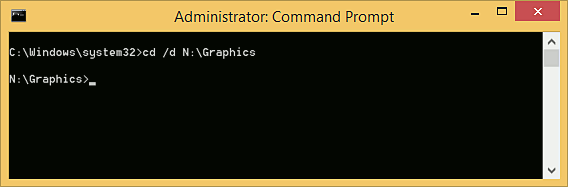 Administrator: Command Prompt
C:\Windows\system32>cd /d N:\Graphics
N:\Graphics>_